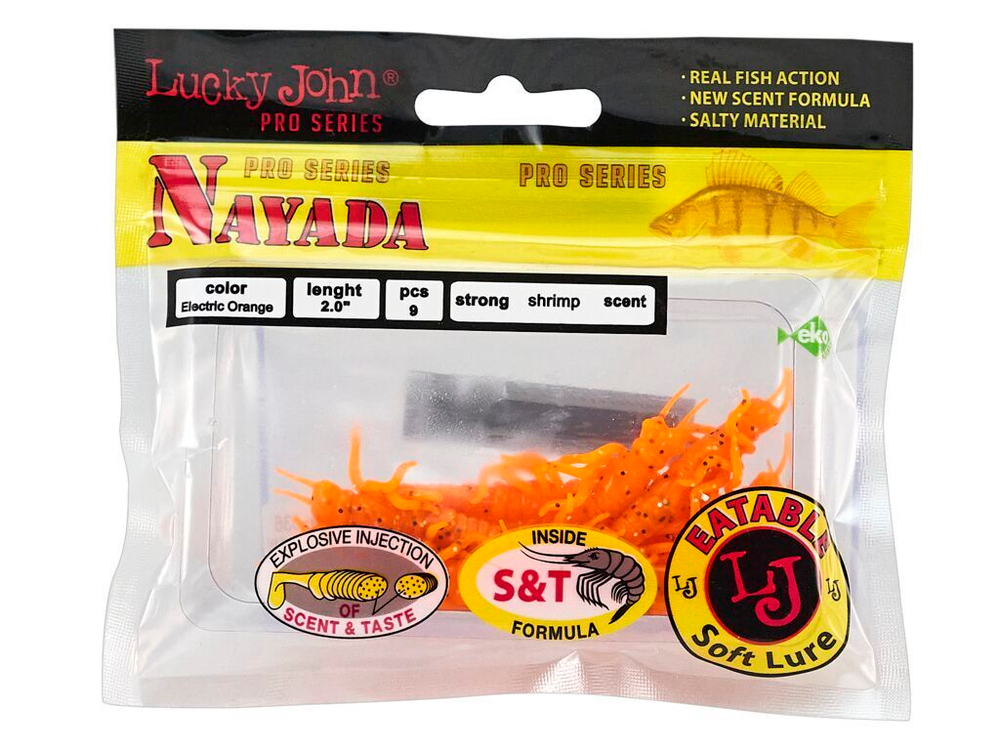 Lucky John®
PRO SERIES
· REAL FISH ACTION
· NEW SCENT FORMULA
· SALTY MATERIAL
PRO SERIES
PRO SERIES
NAYADA
color
Electric Orange
lenght
2.0"
pcs
9
strong shrimp scent
eko
EXPLOSIVE INJECTION
OF
SCENT & TASTE
INSIDE
S&T
FORMULA
EATABLE
LJ
LJ
LJ
Soft Lure